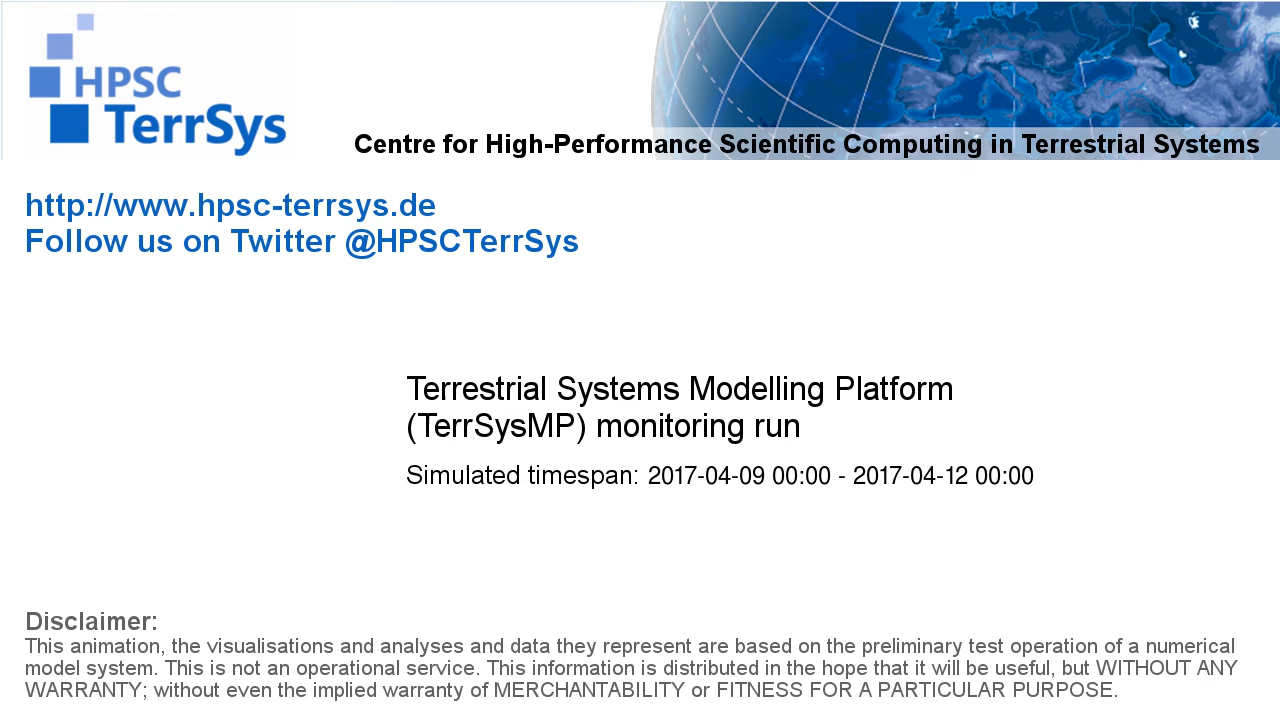 HPSC
TerrSys
Centre for High-Performance Scientific Computing in Terrestrial Systems
http://www.hpsc-terrsys.de
Follow us on Twitter @HPSCTerrSys
Terrestrial Systems Modelling Platform
(TerrSysMP) monitoring run
Simulated timespan: 2017-04-09 00:00 - 2017-04-12 00:00
Disclaimer:
This animation, the visualisations and analyses and data they represent are based on the preliminary test operation of a numerical
model system. This is not an operational service. This information is distributed in the hope that it will be useful, but WITHOUT ANY
WARRANTY; without even the implied warranty of MERCHANTABILITY or FITNESS FOR A PARTICULAR PURPOSE.